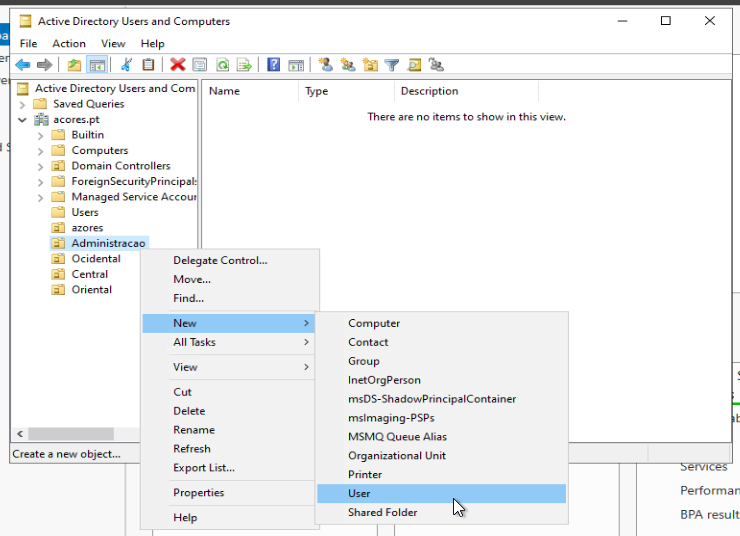 Active Directory Users and Computers
File Action View Help
Active Directory Users and Com
Saved Queries
acores.pt
Builtin
Computers
Domain Controllers
ForeignSecurityPrincipals
Managed Service Accour
Users
azores
Administracao
Ocidental
Central
Oriental
Name Type Description
There are no items to show in this view.
Delegate Control...
Move...
Find...
New
All Tasks
View
Cut
Delete
Rename
Refresh
Export List...
Properties
Help
Computer
Contact
Group
InetOrgPerson
msDS-ShadowPrincipalContainer
msImaging-PSPs
MSMQ Queue Alias
Organizational Unit
Printer
User
Shared Folder
Create a new object...
Services
Performan
BPA result